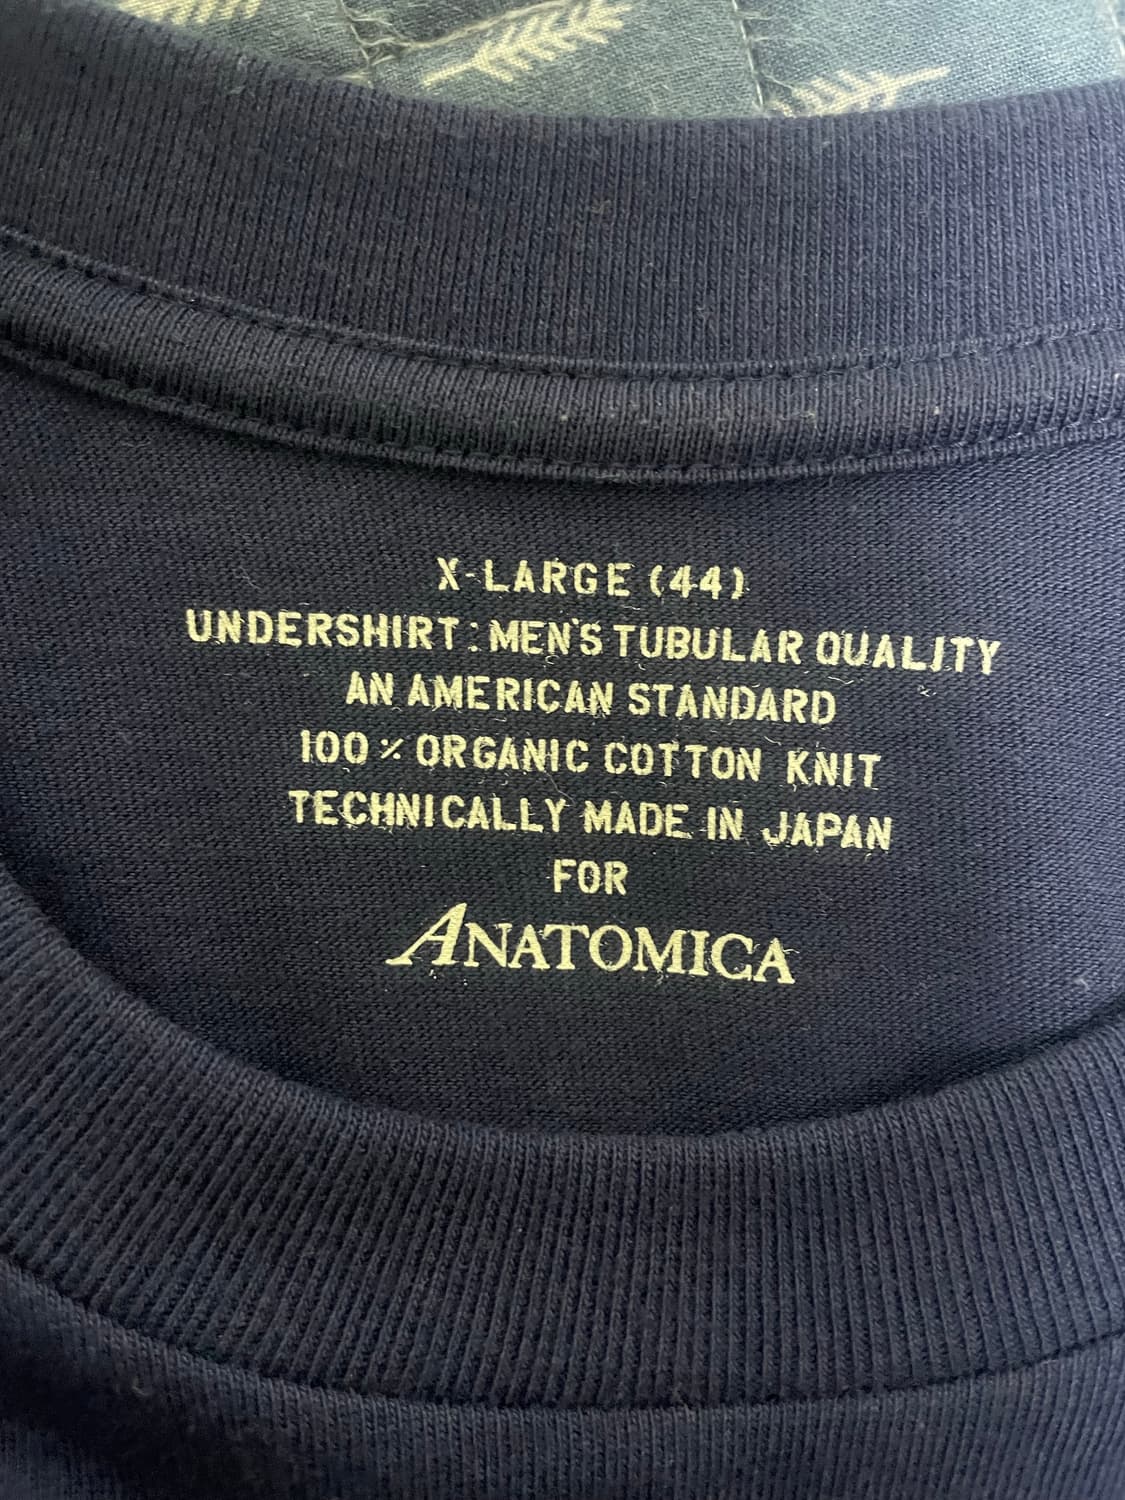 X-LARGE (44)
UNDERSHIRT: MEN'S TUBULAR QUALITY
AN AMERICAN STANDARD
100% ORGANIC COTTON KNIT
TECHNICALLY MADE IN JAPAN
FOR
ANATOMICA